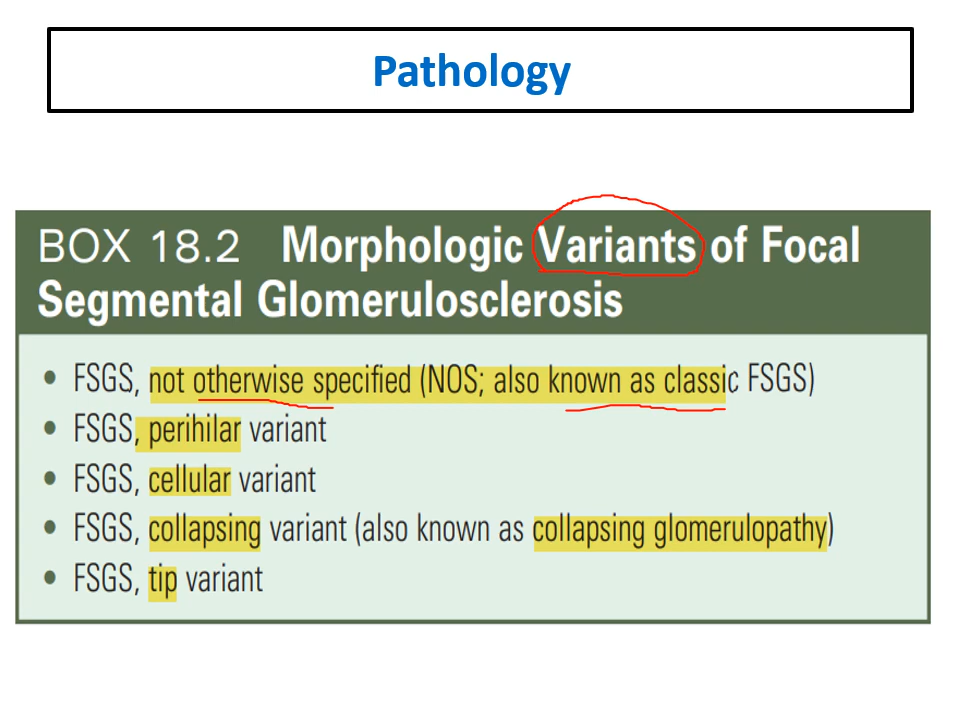 Pathology
BOX 18.2 Morphologic Variants of Focal
Segmental Glomerulosclerosis
• FSGS, not otherwise specified (NOS; also known as classic FSGS)
• FSGS, perihilar variant
• FSGS, cellular variant
• FSGS, collapsing variant (also known as collapsing glomerulopathy)
• FSGS, tip variant